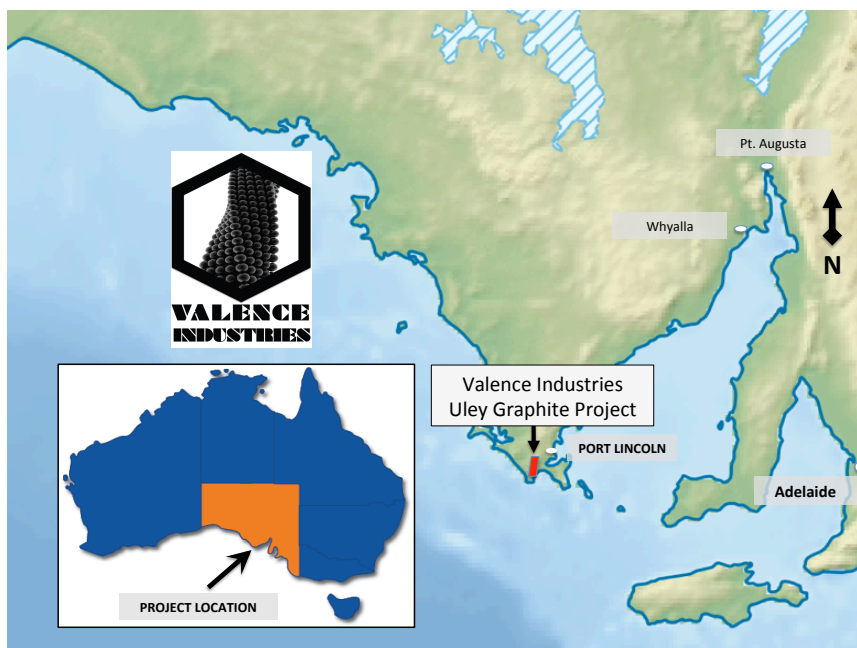 Pt. Augusta
Whyalla
N
VALENCE
INDUSTRIES
Valence Industries
Uley Graphite Project
PORT LINCOLN
Adelaide
PROJECT LOCATION